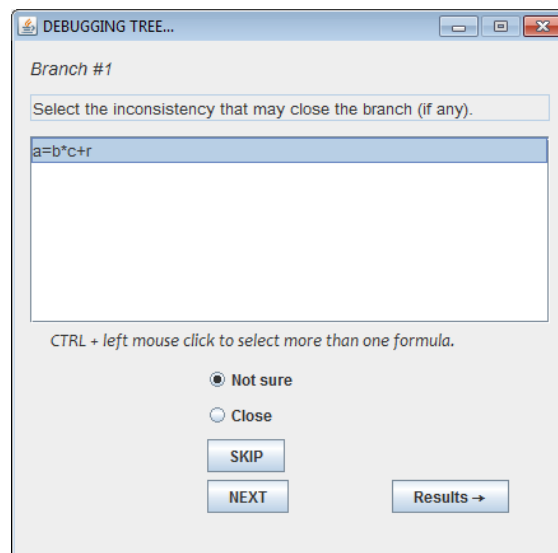 DEBUGGING TREE...
Branch #1
Select the inconsistency that may close the branch (if any).
a=b*c+r
CTRL + left mouse click to select more than one formula.
Not sure
Close
SKIP
NEXT
Results →